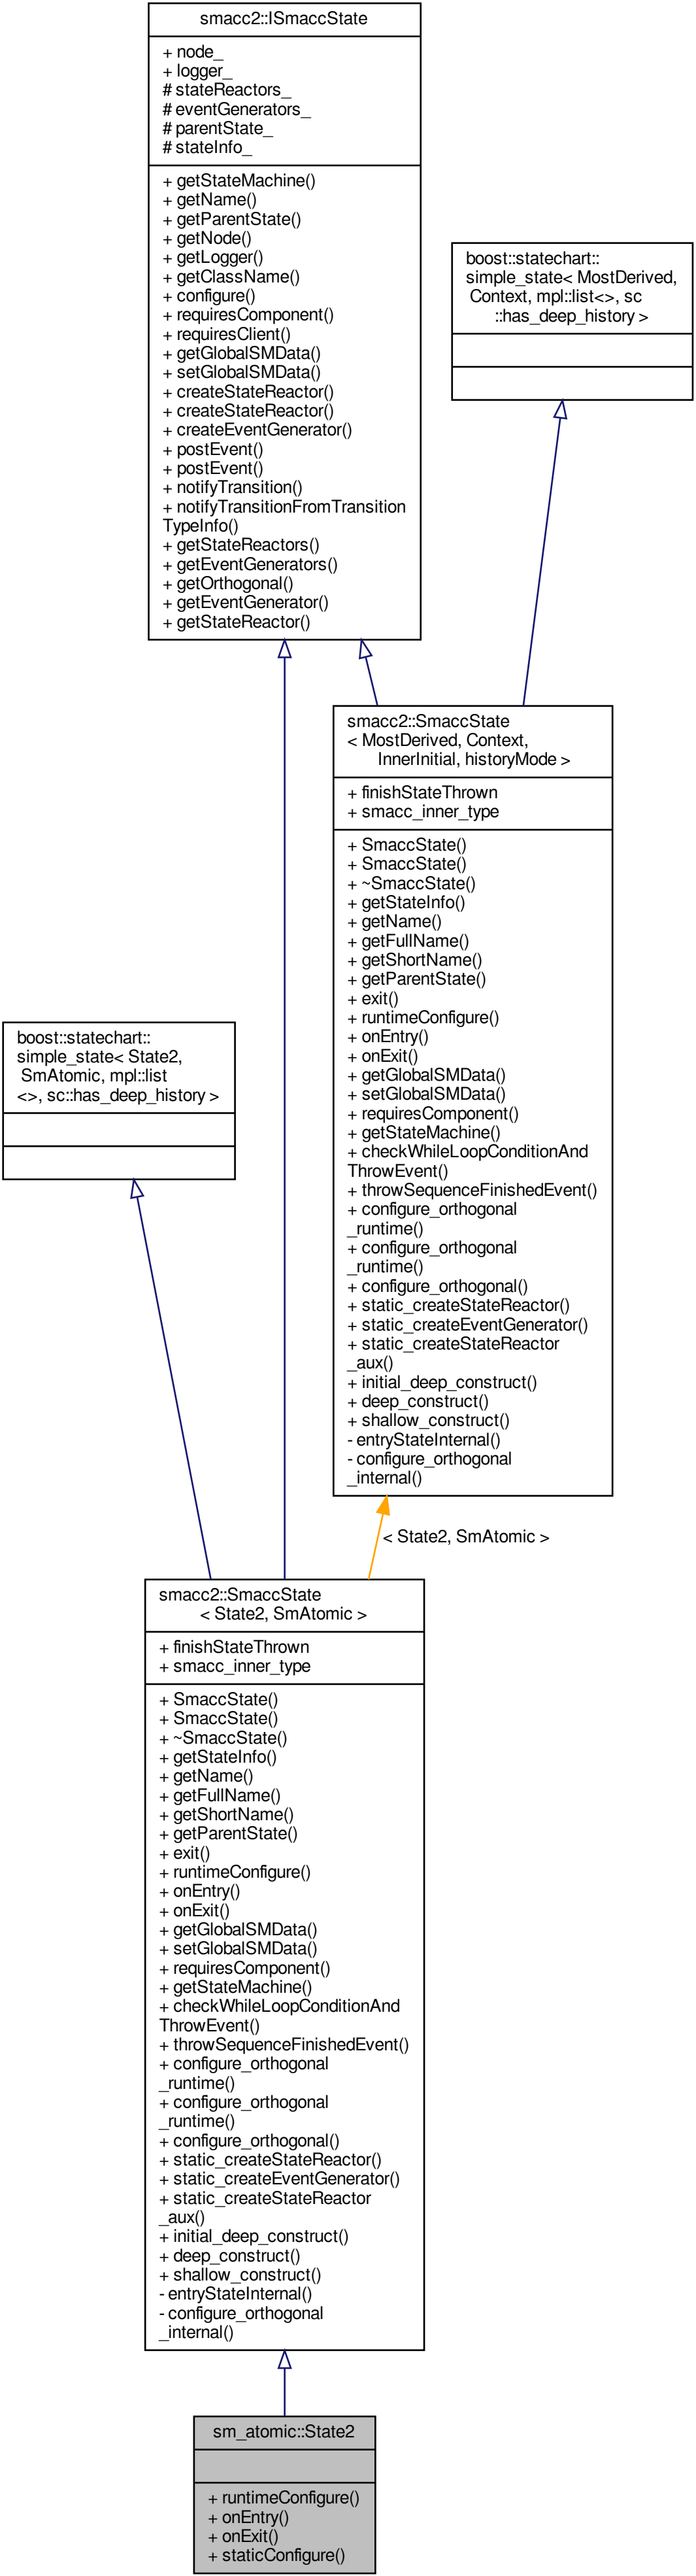 smacc2::ISmaccState
+ node_
+ logger_
# stateReactors_
# eventGenerators_
# parentState_
# stateInfo_
+ getStateMachine()
+ getName()
+ getParentState()
+ getNode()
+ getLogger()
+ getClassName()
+ configure()
+ requiresComponent()
+ requiresClient()
+ getGlobalSMData()
+ setGlobalSMData()
+ createStateReactor()
+ createStateReactor()
+ createEventGenerator()
+ postEvent()
+ postEvent()
+ notifyTransition()
+ notifyTransitionFromTransition
TypeInfo()
+ getStateReactors()
+ getEventGenerators()
+ getOrthogonal()
+ getEventGenerator()
+ getStateReactor()
boost::statechart::
simple_state< MostDerived,
Context, mpl::list<>, sc
::has_deep_history >
smacc2::SmaccState
< MostDerived, Context,
InnerInitial, historyMode >
+ finishStateThrown
+ smacc_inner_type
+ SmaccState()
+ SmaccState()
+ ~SmaccState()
+ getStateInfo()
+ getName()
+ getFullName()
+ getShortName()
+ getParentState()
+ exit()
+ runtimeConfigure()
+ onEntry()
+ onExit()
+ getGlobalSMData()
+ setGlobalSMData()
+ requiresComponent()
+ getStateMachine()
+ checkWhileLoopConditionAnd
ThrowEvent()
+ throwSequenceFinishedEvent()
+ configure_orthogonal
_runtime()
+ configure_orthogonal
_runtime()
+ configure_orthogonal()
+ static_createStateReactor()
+ static_createEventGenerator()
+ static_createStateReactor
_aux()
+ initial_deep_construct()
+ deep_construct()
+ shallow_construct()
- entryStateInternal()
- configure_orthogonal
_internal()
boost::statechart::
simple_state< State2,
SmAtomic, mpl::list
<>, sc::has_deep_history >
< State2, SmAtomic >
smacc2::SmaccState
< State2, SmAtomic >
+ finishStateThrown
+ smacc_inner_type
+ SmaccState()
+ SmaccState()
+ ~SmaccState()
+ getStateInfo()
+ getName()
+ getFullName()
+ getShortName()
+ getParentState()
+ exit()
+ runtimeConfigure()
+ onEntry()
+ onExit()
+ getGlobalSMData()
+ setGlobalSMData()
+ requiresComponent()
+ getStateMachine()
+ checkWhileLoopConditionAnd
ThrowEvent()
+ throwSequenceFinishedEvent()
+ configure_orthogonal
_runtime()
+ configure_orthogonal
_runtime()
+ configure_orthogonal()
+ static_createStateReactor()
+ static_createEventGenerator()
+ static_createStateReactor
_aux()
+ initial_deep_construct()
+ deep_construct()
+ shallow_construct()
- entryStateInternal()
- configure_orthogonal
_internal()
sm_atomic::State2
+ runtimeConfigure()
+ onEntry()
+ onExit()
+ staticConfigure()